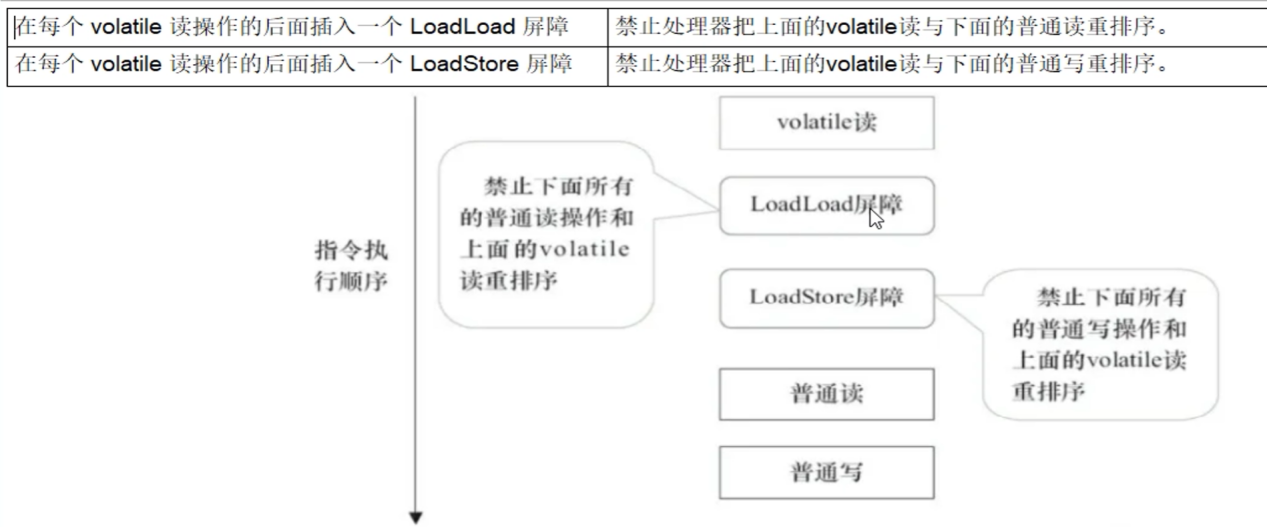 在每个 volatile 读操作的后面插入一个 LoadLoad 屏障
禁止处理器把上面的volatile读与下面的普通读重排序。
在每个 volatile 读操作的后面插入一个 LoadStore 屏障
禁止处理器把上面的volatile读与下面的普通写重排序。
volatile读
禁止下面所有
的普通读操作和
上面的volatile
读重排序
LoadLoad屏障
指令执
行顺序
LoadStore屏障
禁止下面所有
的普通写操作和
上面的volatile读
重排序
普通读
普通写